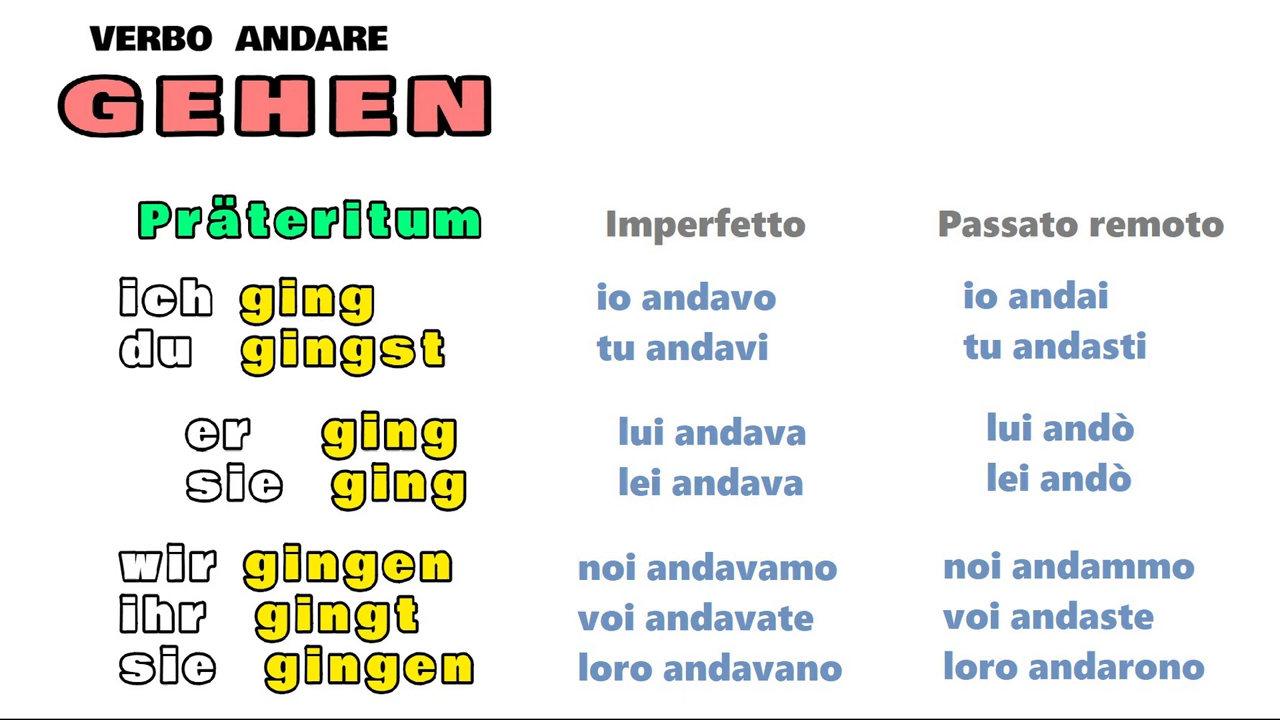 VERBO ANDARE
GEHEN
Präteritum Imperfetto Passato remoto
ich ging io andavo io andai
du gingst tu andavi tu andasti
er ging lui andava lui andò
sie ging lei andava lei andò
wir gingen noi andavamo noi andammo
ihr gingt voi andavate voi andaste
sie gingen loro andavano loro andarono